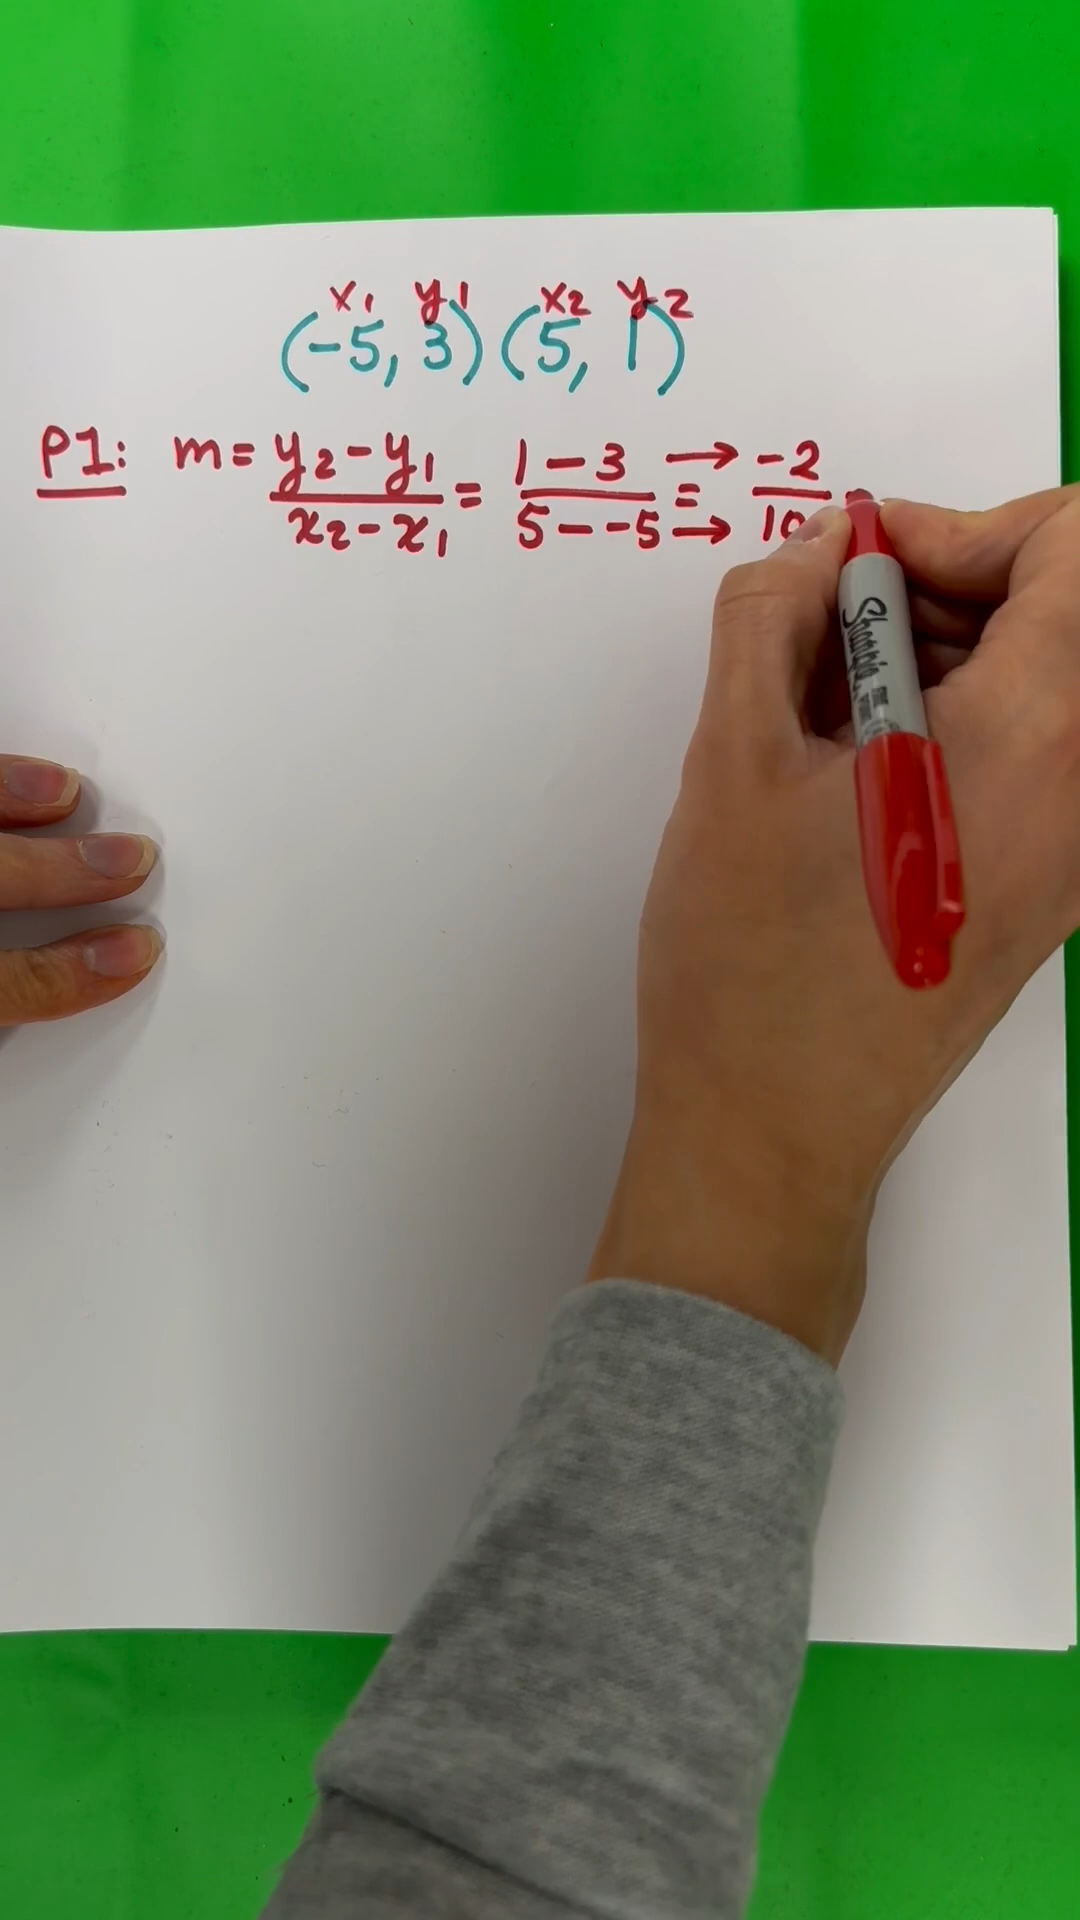 x1 y1 x2 y2
(-5, 3) (5, 1)
P1: m = y2 - y1 / x2 - x1 = 1 - 3 / 5 - -5 = → → -2 / 10
Sharpie